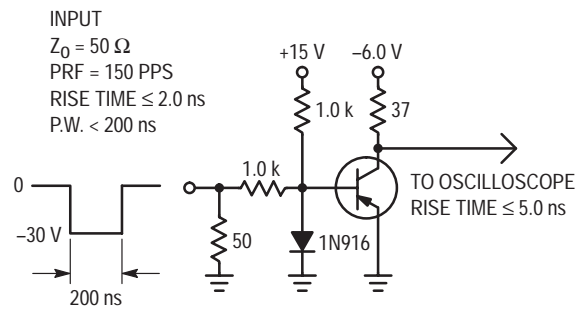 INPUT
Z0 = 50 Ω
PRF = 150 PPS
RISE TIME ≤ 2.0 ns
P.W. < 200 ns
+15 V
–6.0 V
1.0 k
37
1.0 k
0
TO OSCILLOSCOPE
RISE TIME ≤ 5.0 ns
–30 V
50
1N916
200 ns